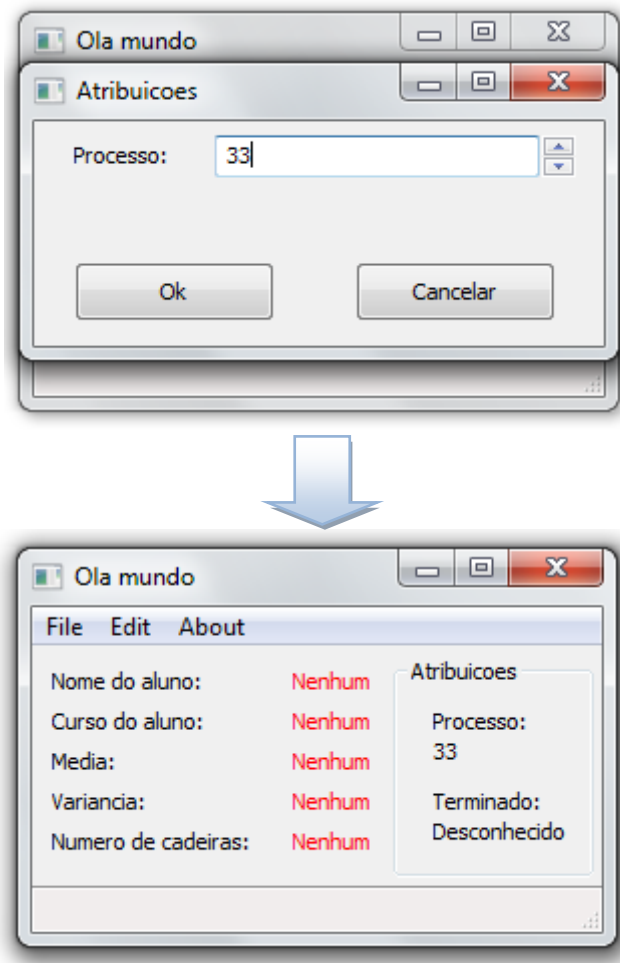 Ola mundo
Atribuicoes
Processo: 33
Ok Cancelar
Ola mundo
File Edit About
Nome do aluno: Nenhum
Curso do aluno: Nenhum
Media: Nenhum
Variancia: Nenhum
Numero de cadeiras: Nenhum
Atribuicoes
Processo:
33
Terminado:
Desconhecido